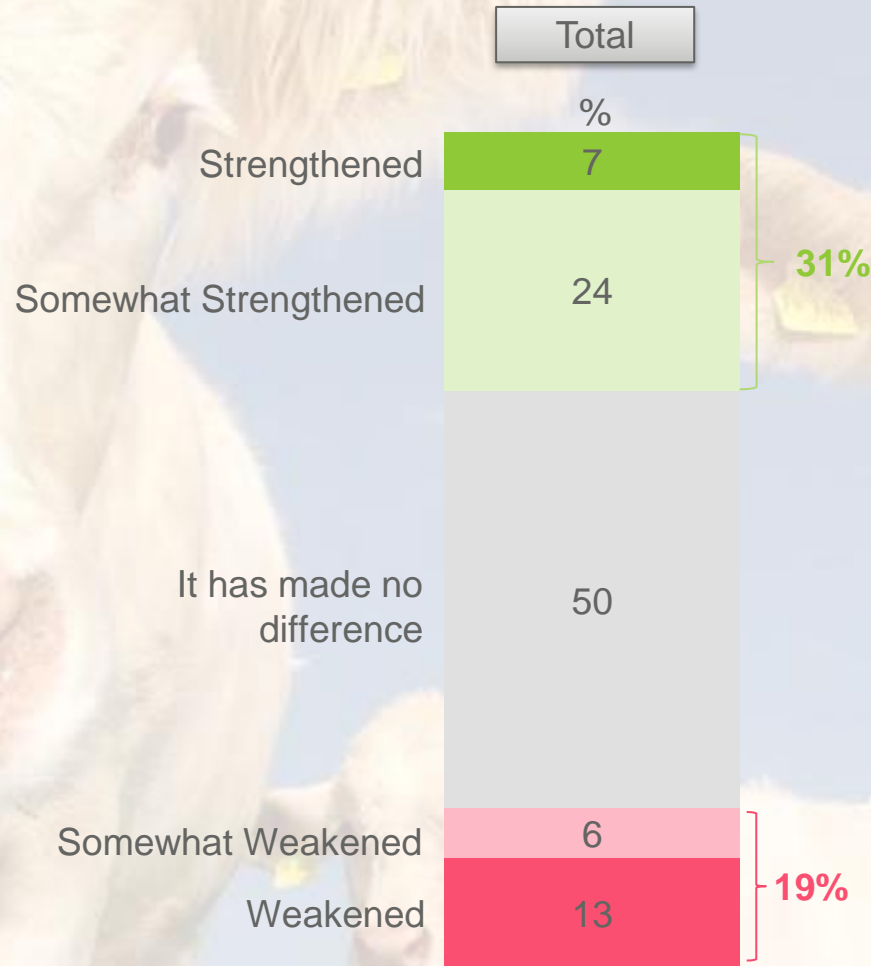 Total
%
Strengthened 7
31%
Somewhat Strengthened 24
It has made no
difference
50
Somewhat Weakened 6
19%
Weakened 13